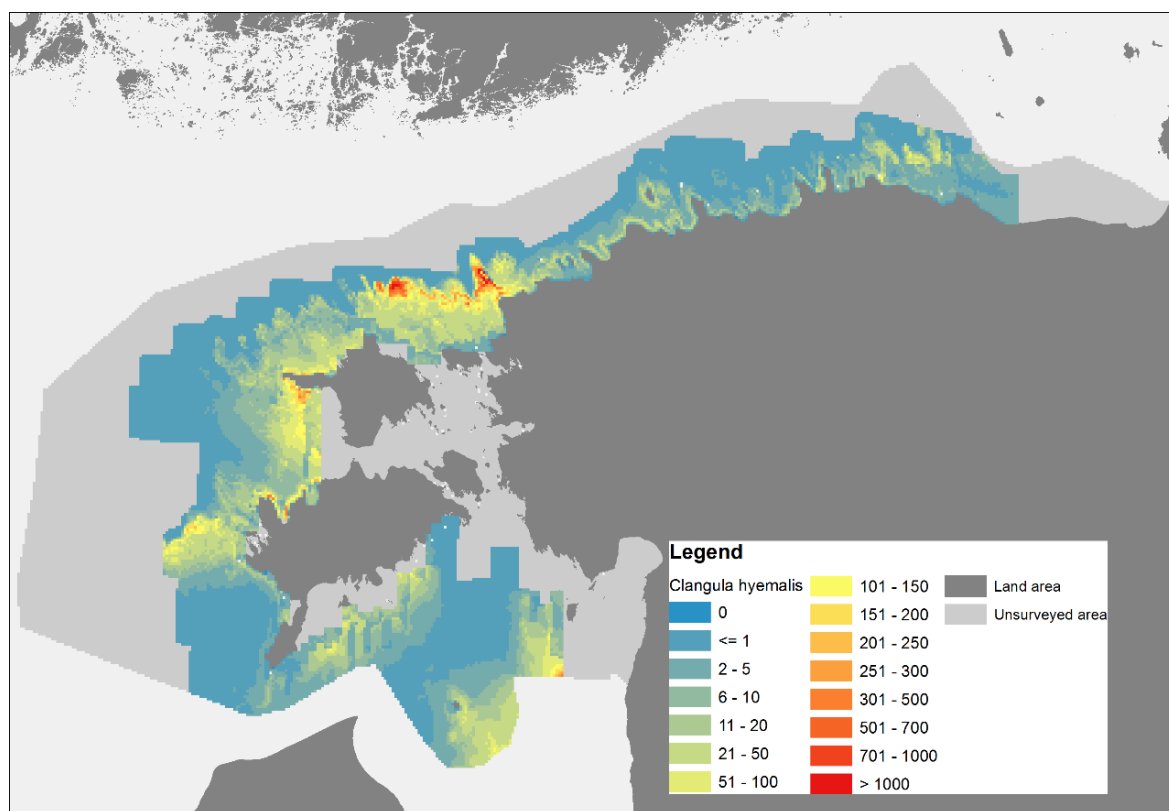 Legend
Clangula hyemalis
0
<= 1
2 - 5
6 - 10
11 - 20
21 - 50
51 - 100
101 - 150
151 - 200
201 - 250
251 - 300
301 - 500
501 - 700
701 - 1000
> 1000
Land area
Unsurveyed area